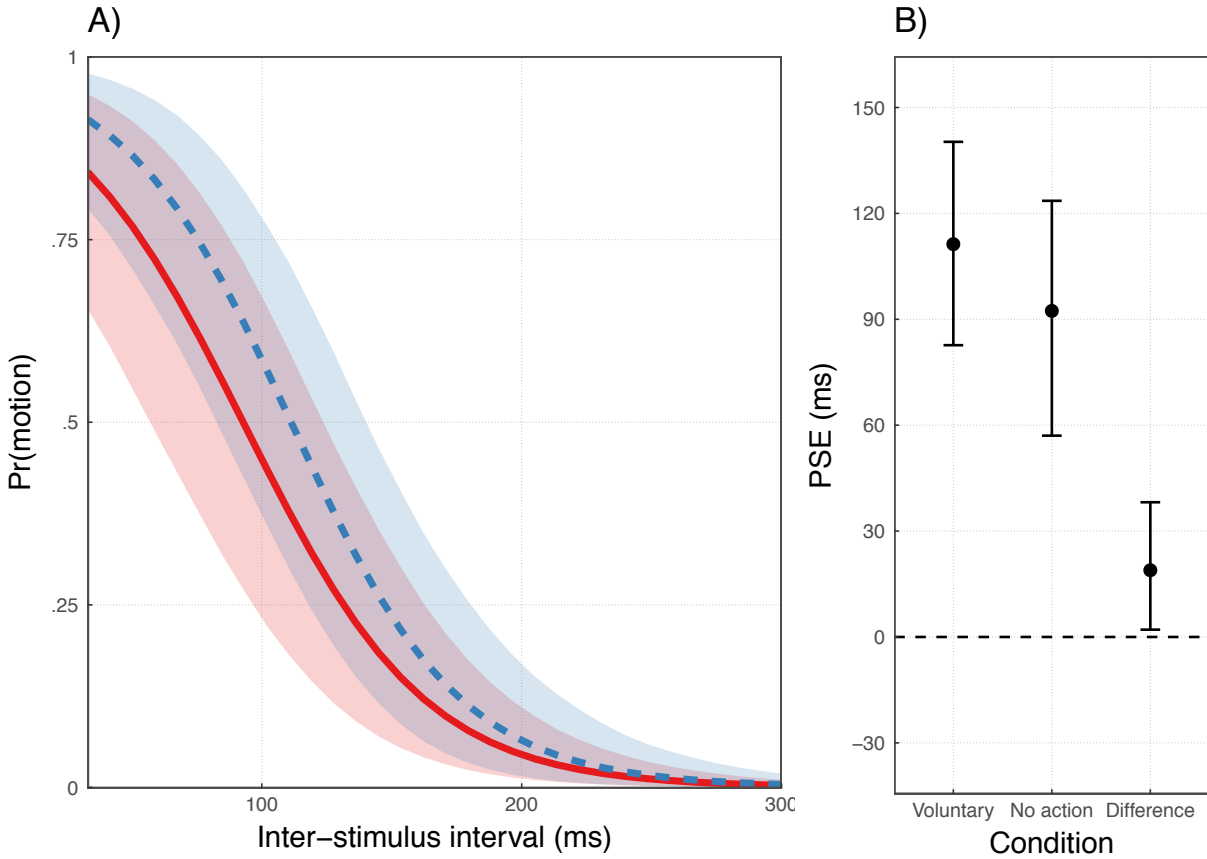 A)
1
.75
.5
.25
0
Pr(motion)
100
200
300
Inter−stimulus interval (ms)
B)
150
120
90
60
30
0
−30
PSE (ms)
Voluntary
No action
Difference
Condition